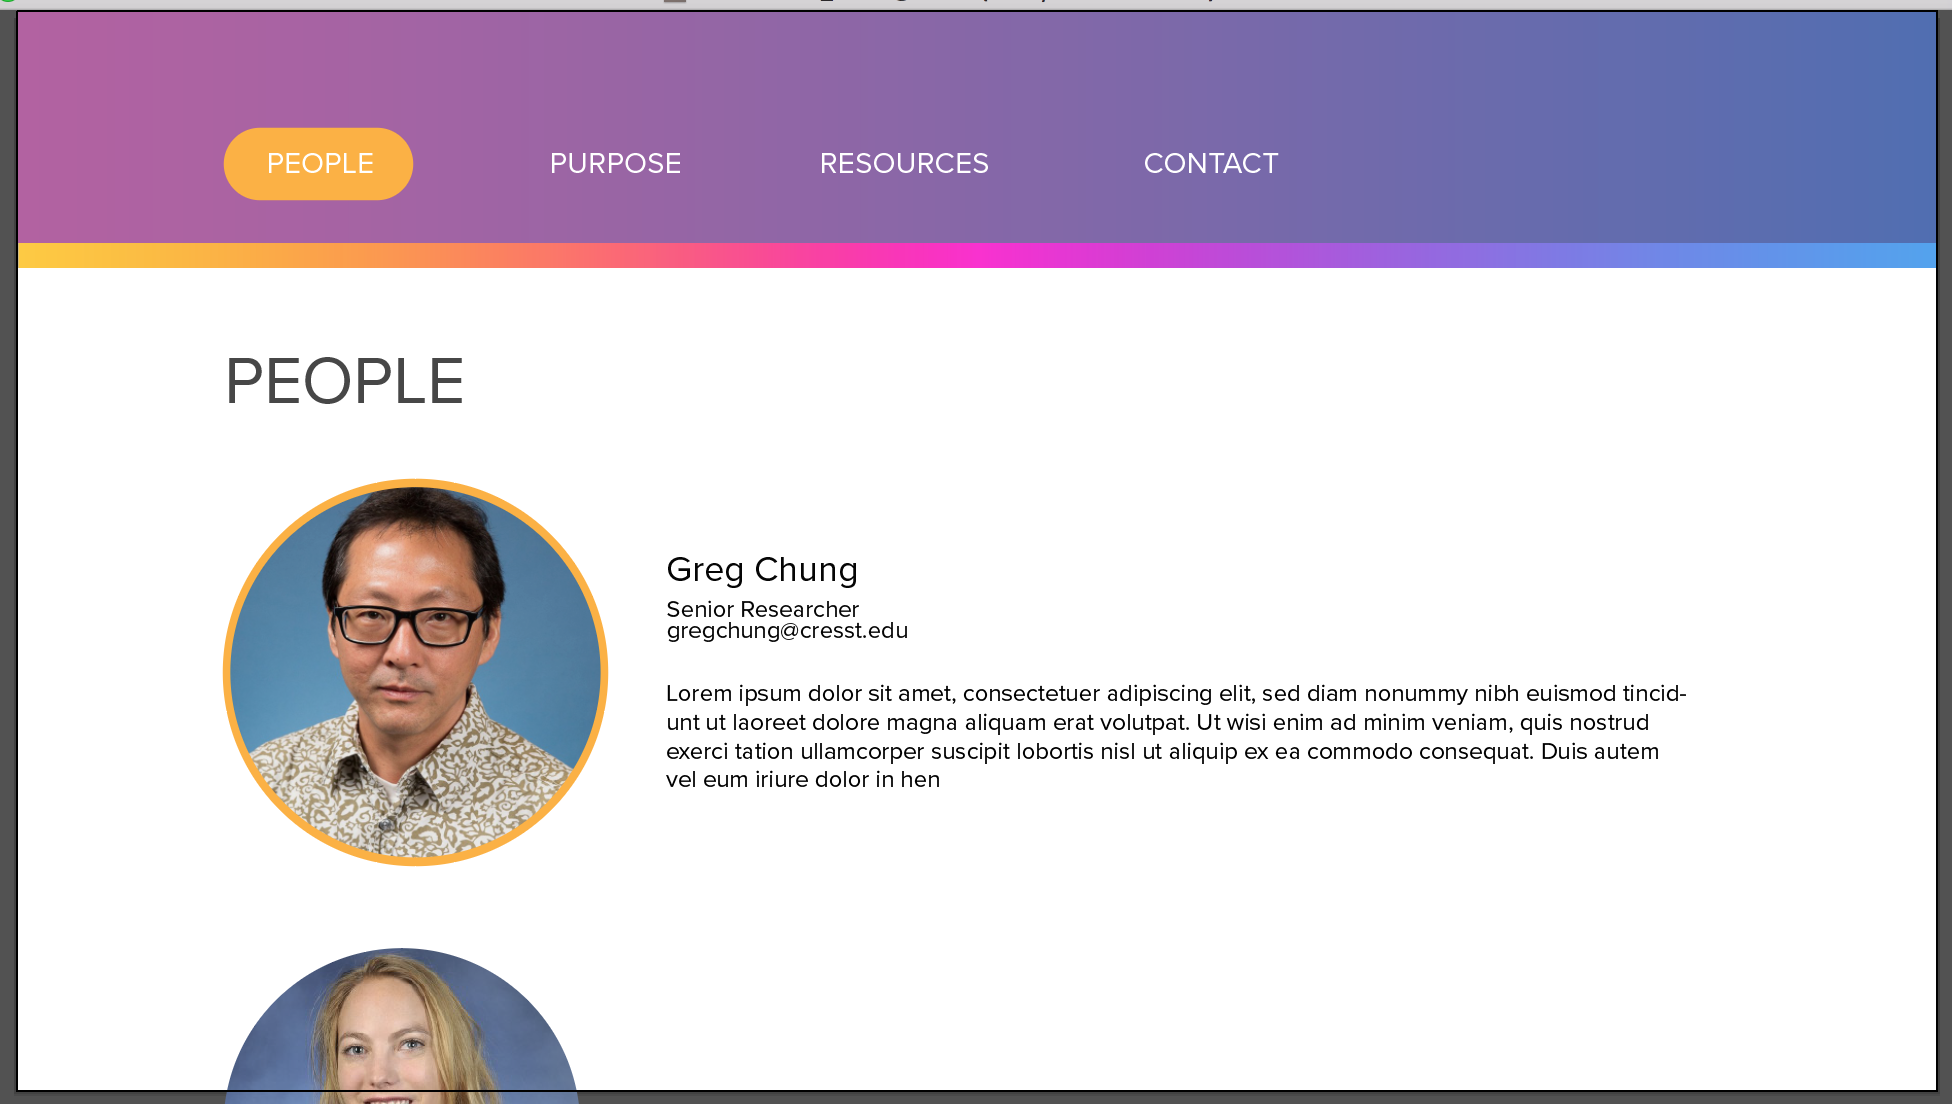 PEOPLE PURPOSE RESOURCES CONTACT
PEOPLE
Greg Chung
Senior Researcher
gregchung@cresst.edu
Lorem ipsum dolor sit amet, consectetuer adipiscing elit, sed diam nonummy nibh euismod tincid-
unt ut laoreet dolore magna aliquam erat volutpat. Ut wisi enim ad minim veniam, quis nostrud
exerci tation ullamcorper suscipit lobortis nisl ut aliquip ex ea commodo consequat. Duis autem
vel eum iriure dolor in hen